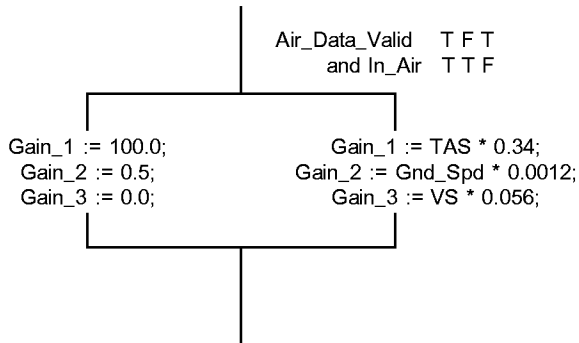 Air_Data_Valid T F T
and In_Air T T F
Gain_1 := 100.0;
Gain_2 := 0.5;
Gain_3 := 0.0;
Gain_1 := TAS * 0.34;
Gain_2 := Gnd_Spd * 0.0012;
Gain_3 := VS * 0.056;